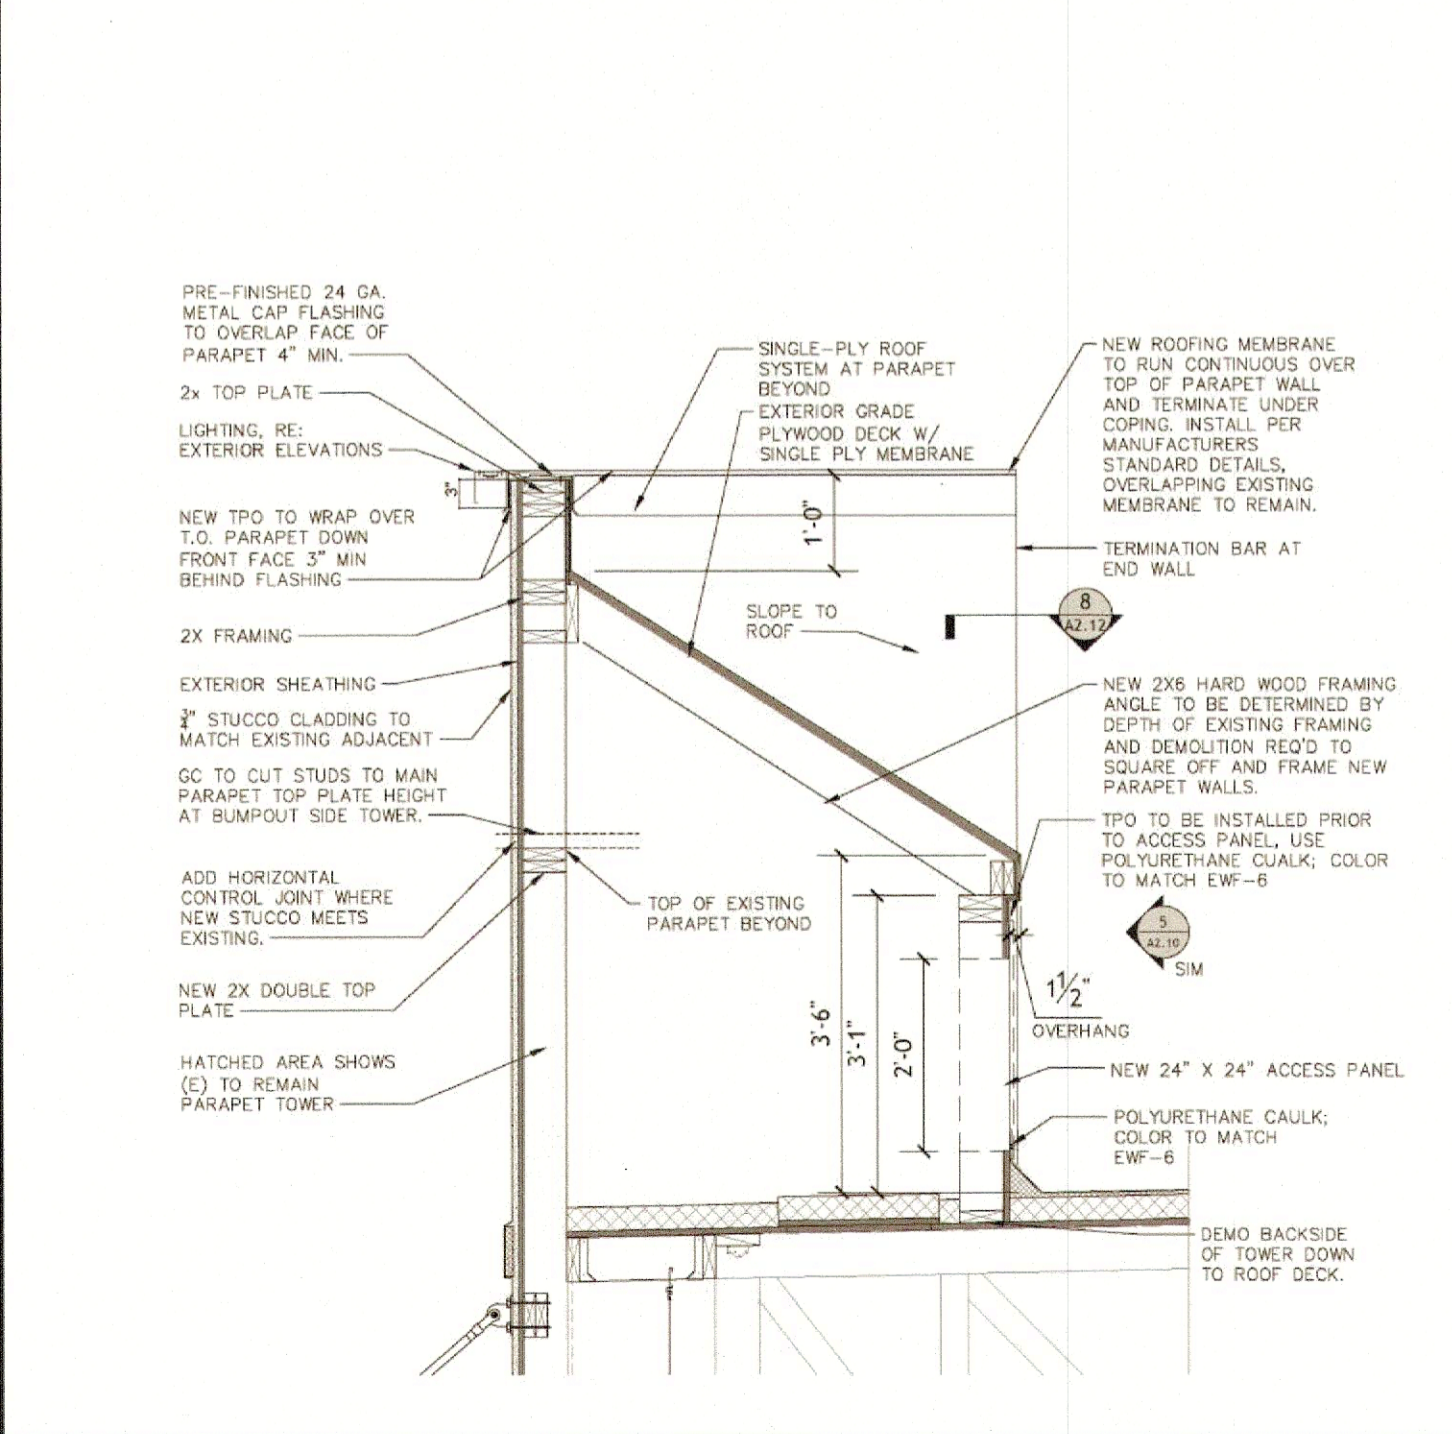 PRE-FINISHED 24 GA.
METAL CAP FLASHING
TO OVERLAP FACE OF
PARAPET 4" MIN.
2x TOP PLATE
LIGHTING, RE:
EXTERIOR ELEVATIONS
3"
NEW TPO TO WRAP OVER
T.O. PARAPET DOWN
FRONT FACE 3" MIN
BEHIND FLASHING
2X FRAMING
EXTERIOR SHEATHING
¾" STUCCO CLADDING TO
MATCH EXISTING ADJACENT
GC TO CUT STUDS TO MAIN
PARAPET TOP PLATE HEIGHT
AT BUMPOUT SIDE TOWER.
ADD HORIZONTAL
CONTROL JOINT WHERE
NEW STUCCO MEETS
EXISTING.
NEW 2X DOUBLE TOP
PLATE
HATCHED AREA SHOWS
(E) TO REMAIN
PARAPET TOWER
SINGLE-PLY ROOF
SYSTEM AT PARAPET
BEYOND
EXTERIOR GRADE
PLYWOOD DECK W/
SINGLE PLY MEMBRANE
1'-0"
SLOPE TO
ROOF
TOP OF EXISTING
PARAPET BEYOND
3'-6"
3'-1"
2'-0"
NEW ROOFING MEMBRANE
TO RUN CONTINUOUS OVER
TOP OF PARAPET WALL
AND TERMINATE UNDER
COPING. INSTALL PER
MANUFACTURERS
STANDARD DETAILS,
OVERLAPPING EXISTING
MEMBRANE TO REMAIN.
TERMINATION BAR AT
END WALL
8
A2.12
NEW 2X6 HARD WOOD FRAMING
ANGLE TO BE DETERMINED BY
DEPTH OF EXISTING FRAMING
AND DEMOLITION REQ'D TO
SQUARE OFF AND FRAME NEW
PARAPET WALLS.
TPO TO BE INSTALLED PRIOR
TO ACCESS PANEL, USE
POLYURETHANE CUALK; COLOR
TO MATCH EWF-6
5
A2.10
SIM
1½"
OVERHANG
NEW 24" X 24" ACCESS PANEL
POLYURETHANE CAULK;
COLOR TO MATCH
EWF-6
DEMO BACKSIDE
OF TOWER DOWN
TO ROOF DECK.